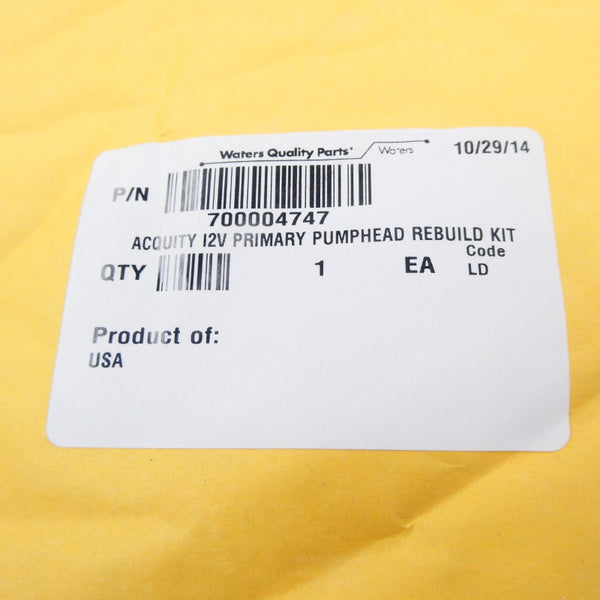 Waters Quality Parts® Waters 10/29/14
P/N
700004747
ACQUITY I2V PRIMARY PUMPHEAD REBUILD KIT
QTY 1 EA Code
LD
Product of:
USA